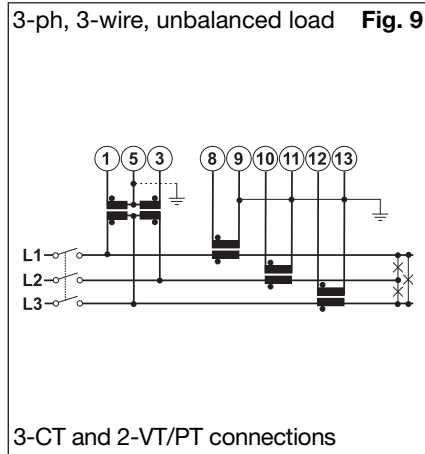 3-ph, 3-wire, unbalanced load Fig. 9
1 5 3 8 9 10 11 12 13
L1
L2
L3
3-CT and 2-VT/PT connections